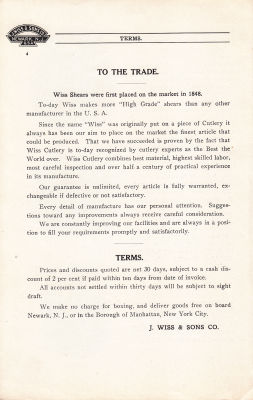 TERMS.
4
TO THE TRADE.
Wiss Shears were first placed on the market in 1848.
To-day Wiss makes more "High Grade" shears than any other
manufacturer in the U. S. A.
Since the name "Wiss" was originally put on a piece of Cutlery it
always has been our aim to place on the market the finest article that
could be produced. That we have succeeded is proven by the fact that
Wiss Cutlery is to-day recognized by cutlery experts as the Best the
World over. Wiss Cutlery combines best material, highest skilled labor,
most careful inspection and over half a century of practical experience
in its manufacture.
Our guarantee is unlimited, every article is fully warranted, ex-
changeable if defective or not satisfactory.
Every detail of manufacture has our personal attention. Sugges-
tions toward any improvements always receive careful consideration.
We are constantly improving our facilities and are always in a posi-
tion to fill your requirements promptly and satisfactorily.
TERMS.
Prices and discounts quoted are net 30 days, subject to a cash dis-
count of 2 per cent if paid within ten days from date of invoice.
All accounts not settled within thirty days will be subject to sight
draft.
We make no charge for boxing, and deliver goods free on board
Newark, N. J., or in the Borough of Manhattan, New York City.
J. WISS & SONS CO.